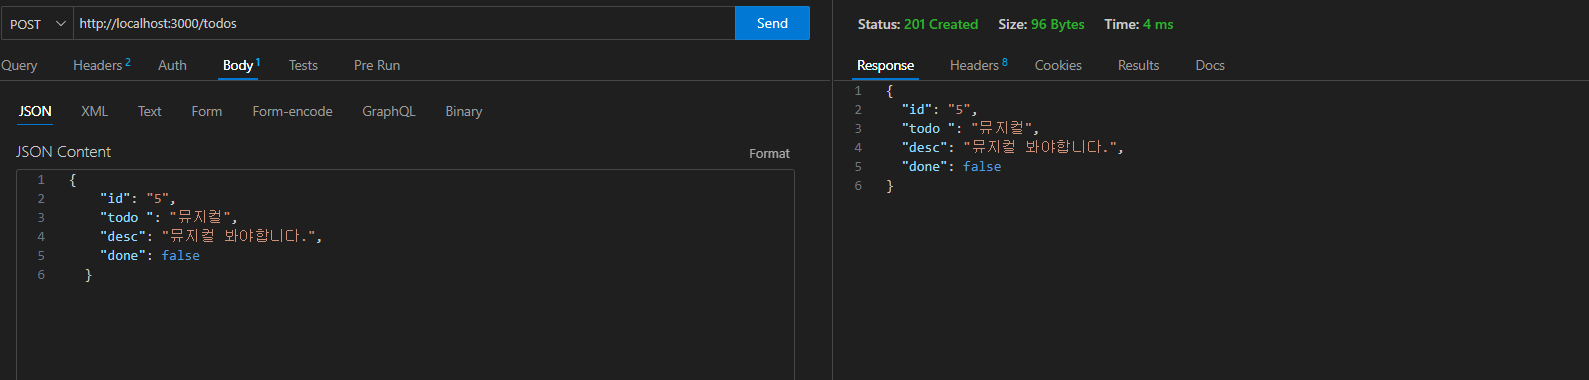 POST http://localhost:3000/todos Send
Query Headers 2 Auth Body 1 Tests Pre Run
JSON XML Text Form Form-encode GraphQL Binary
JSON Content Format
1 {
2 "id": "5",
3 "todo ": "뮤지컬",
4 "desc": "뮤지컬 봐야합니다.",
5 "done": false
6 }
Status: 201 Created Size: 96 Bytes Time: 4 ms
Response Headers 8 Cookies Results Docs
1 {
2 "id": "5",
3 "todo ": "뮤지컬",
4 "desc": "뮤지컬 봐야합니다.",
5 "done": false
6 }